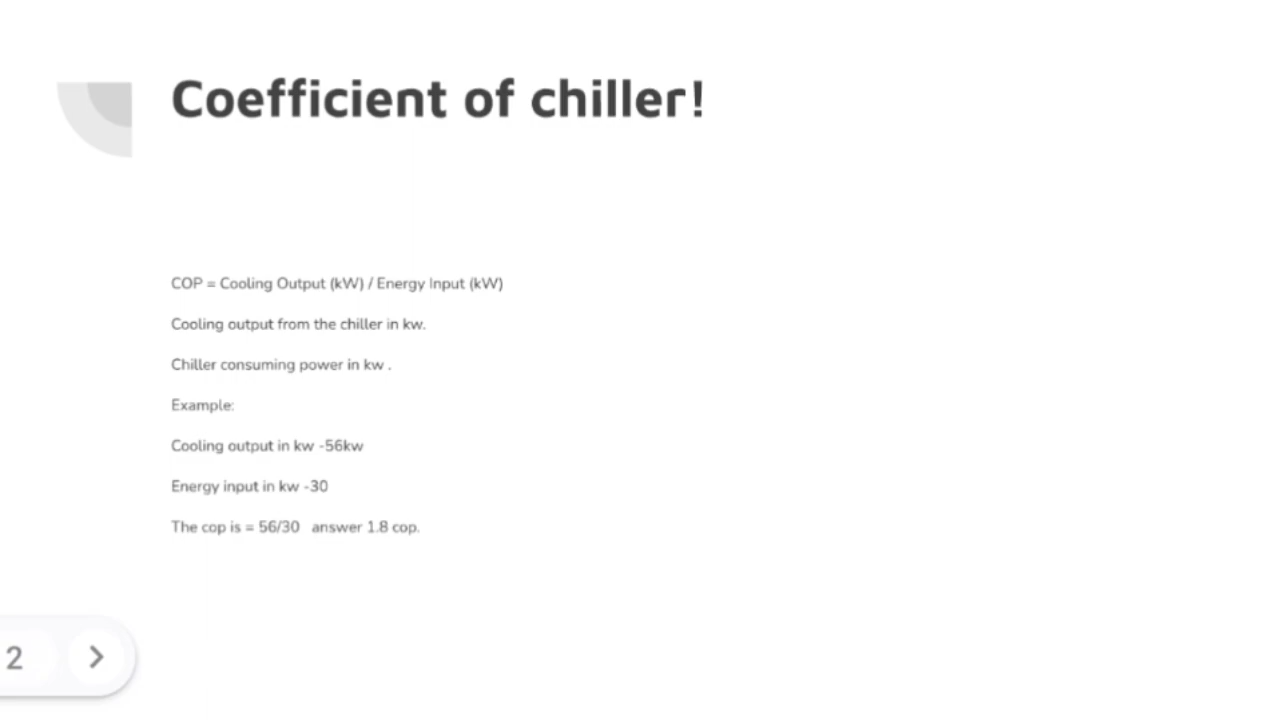 Coefficient of chiller!
COP = Cooling Output (kW) / Energy Input (kW)
Cooling output from the chiller in kw.
Chiller consuming power in kw .
Example:
Cooling output in kw -56kw
Energy input in kw -30
The cop is = 56/30   answer 1.8 cop.
2